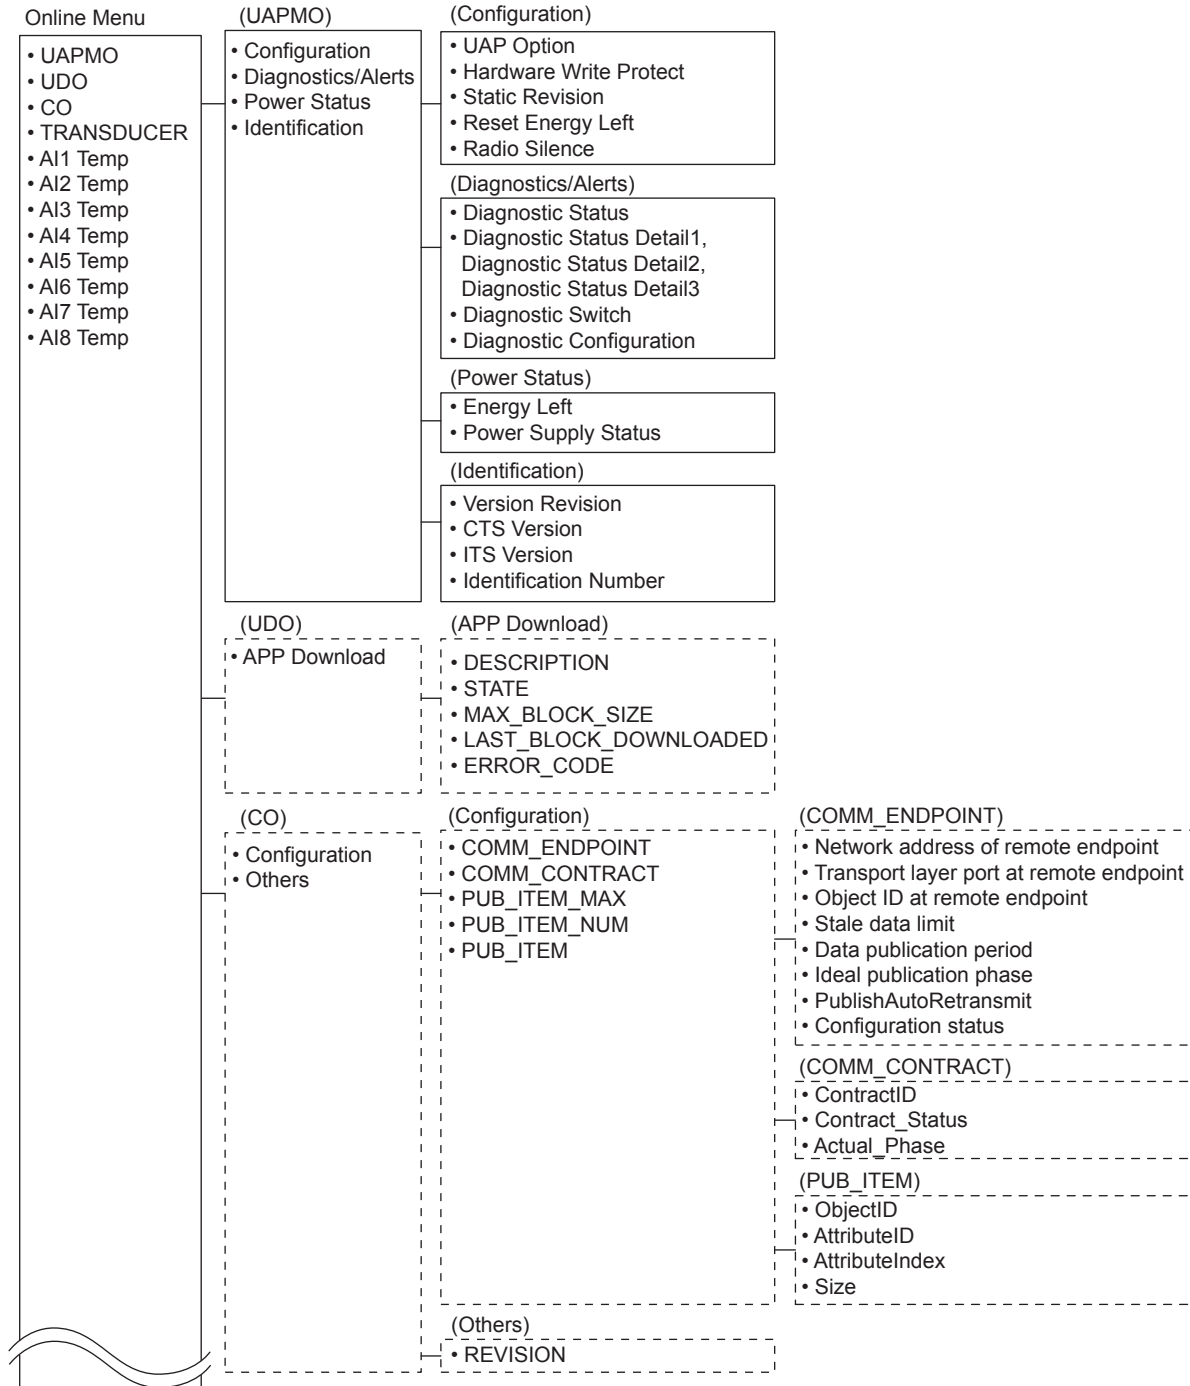 Online Menu
• UAPMO
• UDO
• CO
• TRANSDUCER
• AI1 Temp
• AI2 Temp
• AI3 Temp
• AI4 Temp
• AI5 Temp
• AI6 Temp
• AI7 Temp
• AI8 Temp
(UAPMO)
• Configuration
• Diagnostics/Alerts
• Power Status
• Identification
(Configuration)
• UAP Option
• Hardware Write Protect
• Static Revision
• Reset Energy Left
• Radio Silence
(Diagnostics/Alerts)
• Diagnostic Status
• Diagnostic Status Detail1,
Diagnostic Status Detail2,
Diagnostic Status Detail3
• Diagnostic Switch
• Diagnostic Configuration
(Power Status)
• Energy Left
• Power Supply Status
(Identification)
• Version Revision
• CTS Version
• ITS Version
• Identification Number
(UDO)
• APP Download
(APP Download)
• DESCRIPTION
• STATE
• MAX_BLOCK_SIZE
• LAST_BLOCK_DOWNLOADED
• ERROR_CODE
(CO)
• Configuration
• Others
(Configuration)
• COMM_ENDPOINT
• COMM_CONTRACT
• PUB_ITEM_MAX
• PUB_ITEM_NUM
• PUB_ITEM
(COMM_ENDPOINT)
• Network address of remote endpoint
• Transport layer port at remote endpoint
• Object ID at remote endpoint
• Stale data limit
• Data publication period
• Ideal publication phase
• PublishAutoRetransmit
• Configuration status
(COMM_CONTRACT)
• ContractID
• Contract_Status
• Actual_Phase
(PUB_ITEM)
• ObjectID
• AttributeID
• AttributeIndex
• Size
(Others)
• REVISION